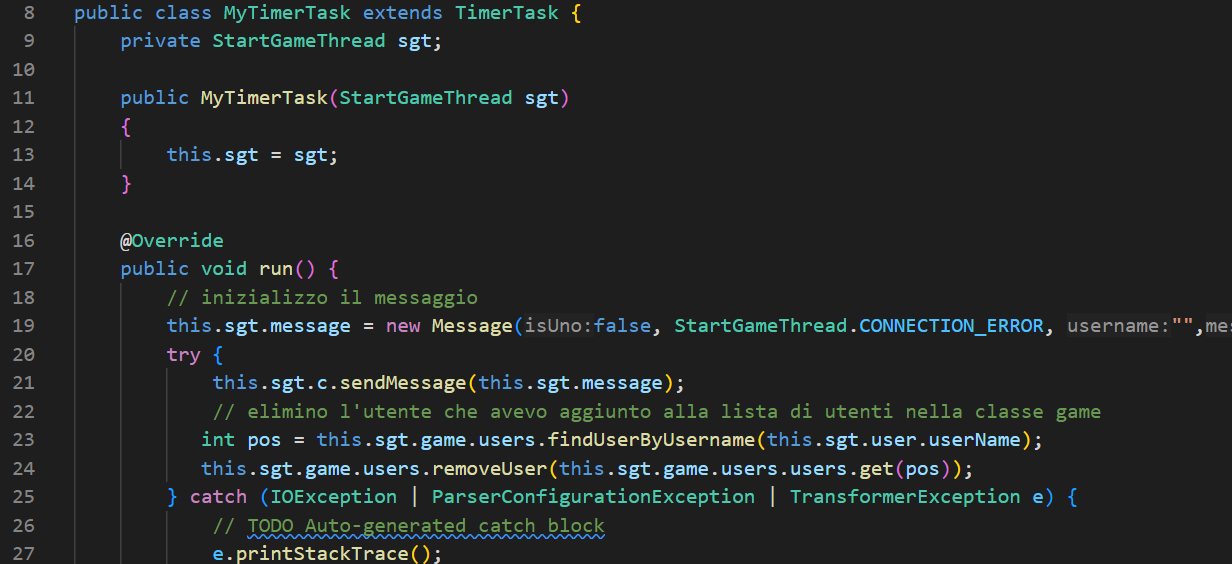 8 public class MyTimerTask extends TimerTask {
9 private StartGameThread sgt;
10
11 public MyTimerTask(StartGameThread sgt)
12 {
13 this.sgt = sgt;
14 }
15
16 @Override
17 public void run() {
18 // inizializzo il messaggio
19 this.sgt.message = new Message(isUno:false, StartGameThread.CONNECTION_ERROR, username:"",mes
20 try {
21 this.sgt.c.sendMessage(this.sgt.message);
22 // elimino l'utente che avevo aggiunto alla lista di utenti nella classe game
23 int pos = this.sgt.game.users.findUserByUsername(this.sgt.user.userName);
24 this.sgt.game.users.removeUser(this.sgt.game.users.users.get(pos));
25 } catch (IOException | ParserConfigurationException | TransformerException e) {
26 // TODO Auto-generated catch block
27 e.printStackTrace();